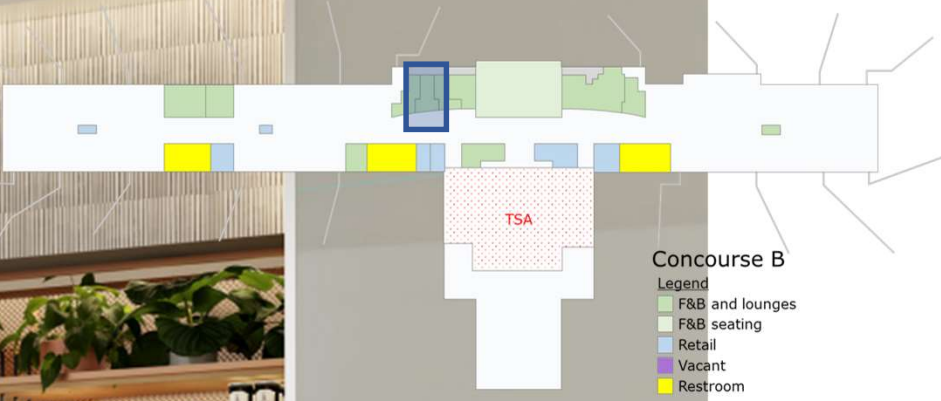 TSA
Concourse B
Legend
F&B and lounges
F&B seating
Retail
Vacant
Restroom